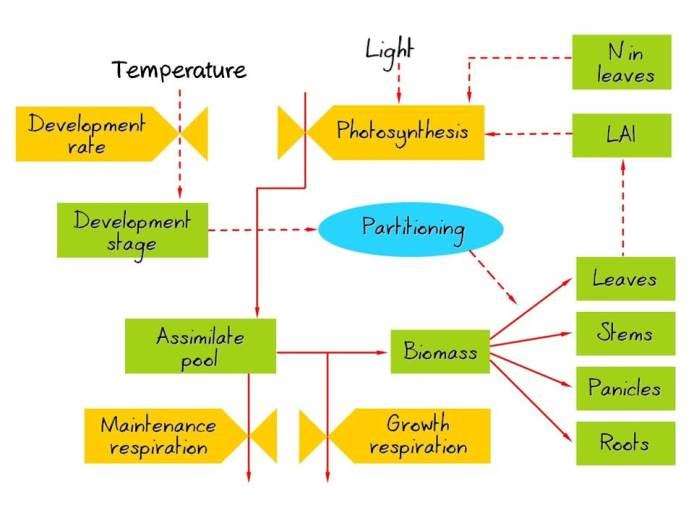 Light
N in
leaves
Temperature
Development
rate
Photosynthesis
LAI
Development
stage
Partitioning
Leaves
Assimilate
pool
Biomass
Stems
Panicles
Maintenance
respiration
Growth
respiration
Roots